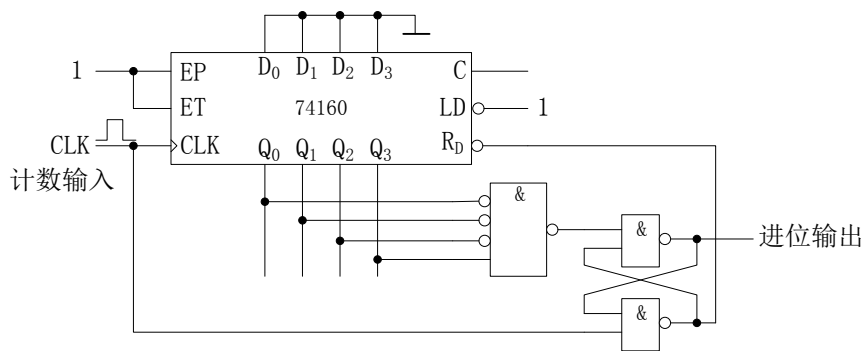 D₀ D₁ D₂ D₃
1 EP C
ET 74160 LD 1
CLK CLK Q₀ Q₁ Q₂ Q₃ R_D
计数输入
&
& 进位输出
&